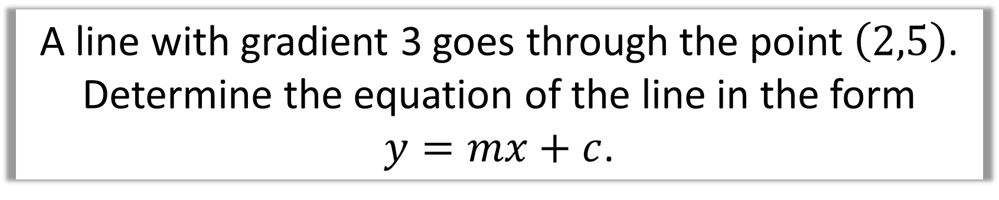 A line with gradient 3 goes through the point (2,5).
Determine the equation of the line in the form
y = mx + c.